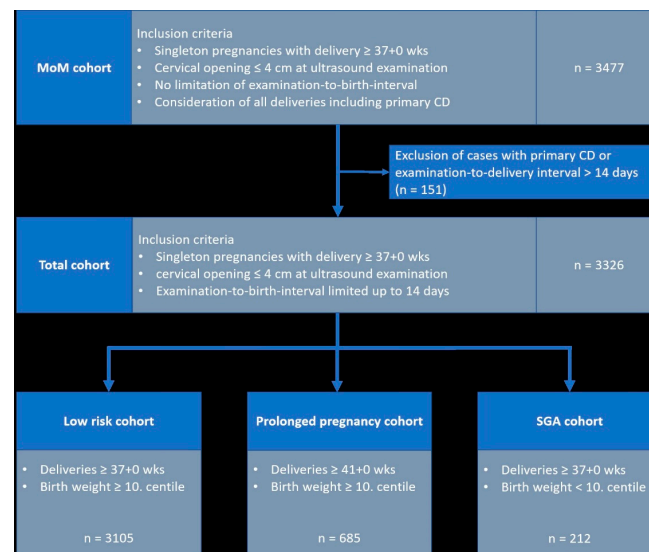 MoM cohort
Inclusion criteria
• Singleton pregnancies with delivery ≥ 37+0 wks
• Cervical opening ≤ 4 cm at ultrasound examination
• No limitation of examination-to-birth-interval
• Consideration of all deliveries including primary CD
n = 3477
Exclusion of cases with primary CD or
examination-to-delivery interval > 14 days
(n = 151)
Total cohort
Inclusion criteria
• Singleton pregnancies with delivery ≥ 37+0 wks
• cervical opening ≤ 4 cm at ultrasound examination
• Examination-to-birth-interval limited up to 14 days
n = 3326
Low risk cohort
• Deliveries ≥ 37+0 wks
• Birth weight ≥ 10. centile
n = 3105
Prolonged pregnancy cohort
• Deliveries ≥ 41+0 wks
• Birth weight ≥ 10. centile
n = 685
SGA cohort
• Deliveries ≥ 37+0 wks
• Birth weight < 10. centile
n = 212